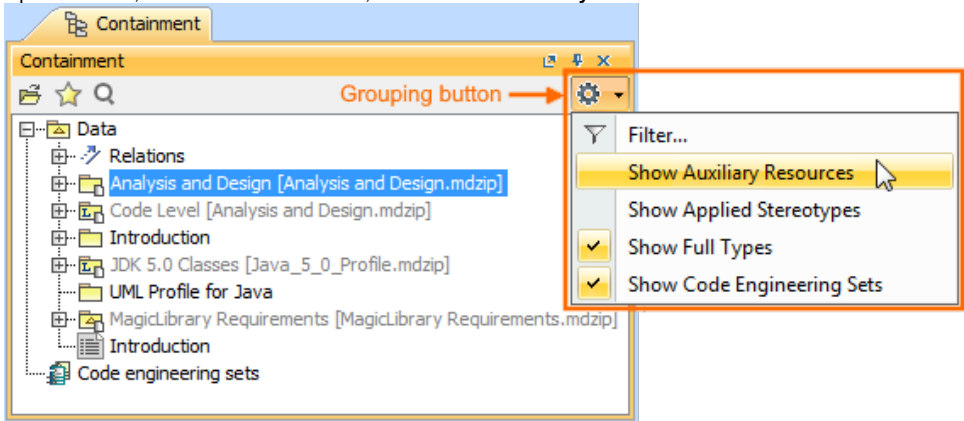 Containment
Containment
Grouping button
Filter...
Show Auxiliary Resources
Show Applied Stereotypes
Show Full Types
Show Code Engineering Sets
Data
Relations
Analysis and Design [Analysis and Design.mdzip]
Code Level [Analysis and Design.mdzip]
Introduction
JDK 5.0 Classes [Java_5_0_Profile.mdzip]
UML Profile for Java
MagicLibrary Requirements [MagicLibrary Requirements.mdzip]
Introduction
Code engineering sets